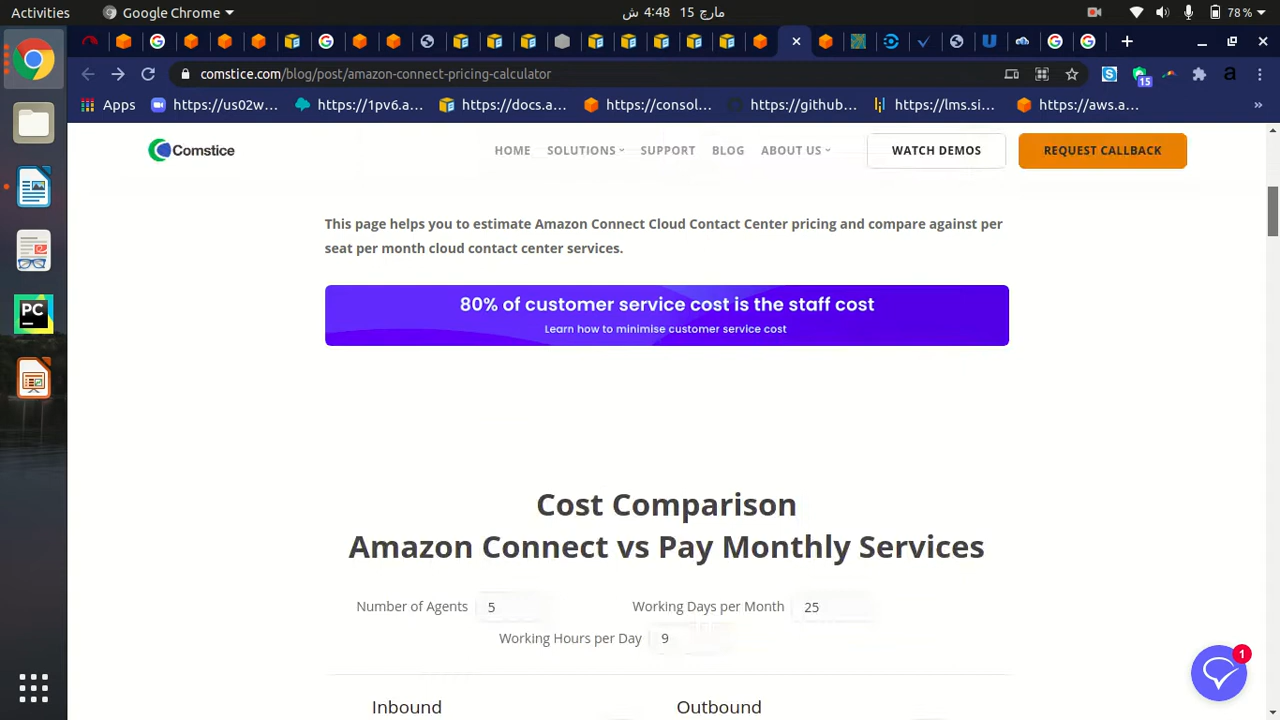 Activities
Google Chrome
مارچ 15 4:48 ش
78 %
comstice.com/blog/post/amazon-connect-pricing-calculator
15
a
Apps
https://us02w...
https://1pv6.a...
https://docs.a...
https://consol...
https://github...
https://lms.si...
https://aws.a...
»
Comstice
HOME
SOLUTIONS
SUPPORT
BLOG
ABOUT US
WATCH DEMOS
REQUEST CALLBACK
This page helps you to estimate Amazon Connect Cloud Contact Center pricing and compare against per
seat per month cloud contact center services.
80% of customer service cost is the staff cost
Learn how to minimise customer service cost
PC
Cost Comparison
Amazon Connect vs Pay Monthly Services
Number of Agents 5
Working Days per Month 25
Working Hours per Day 9
1
Inbound
Outbound